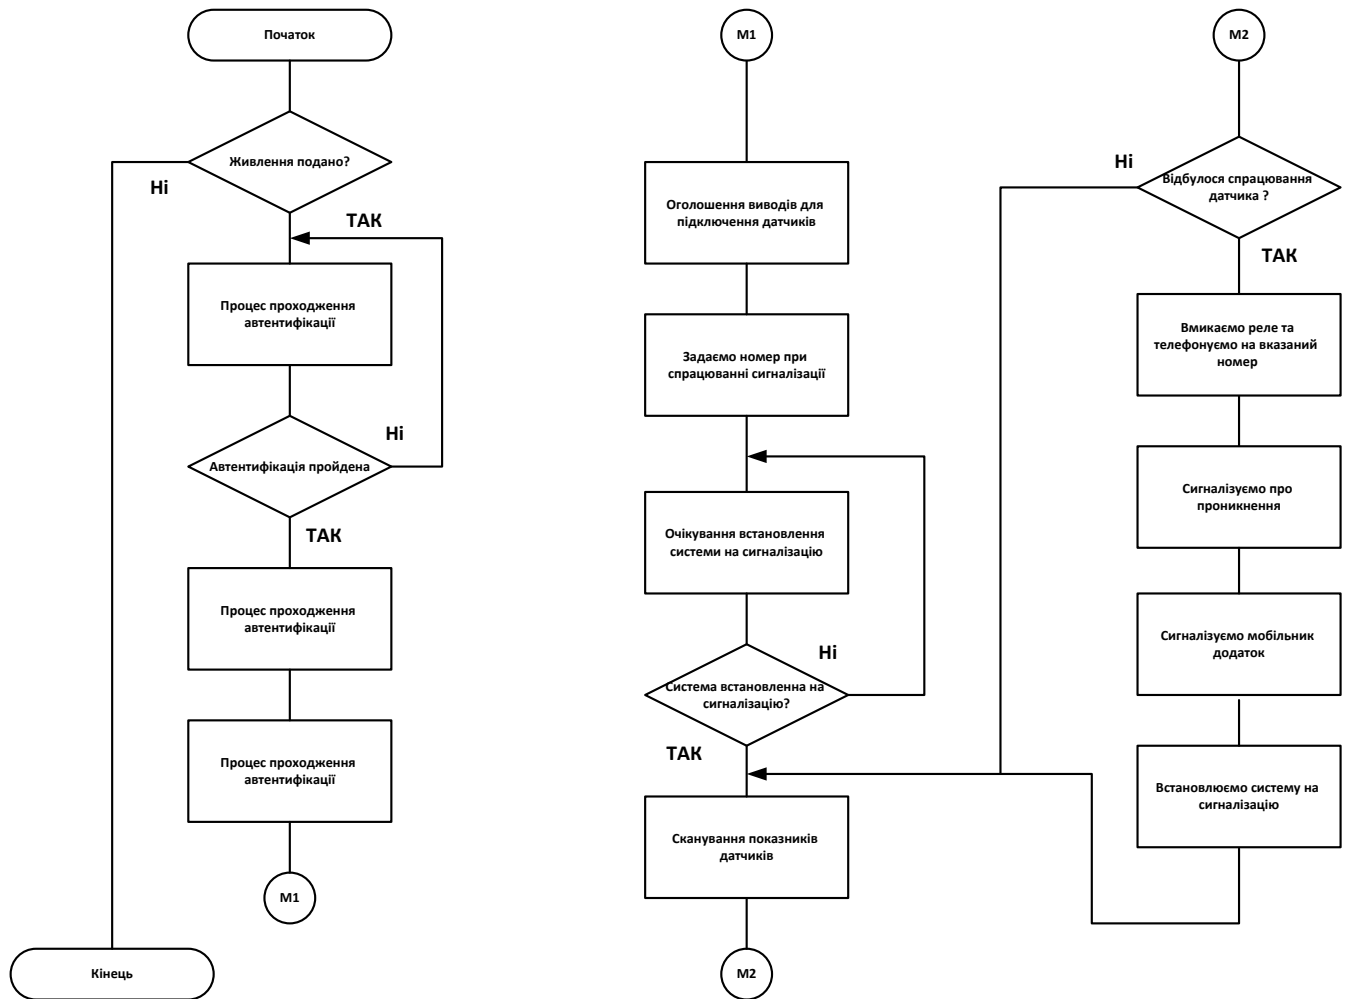 Початок
Живлення подано?
Ні
ТАК
Процес проходження
автентифікації
Ні
Автентифікація пройдена
ТАК
Процес проходження
автентифікації
Процес проходження
автентифікації
М1
Кінець
М1
Оголошення виводів для
підключення датчиків
Задаємо номер при
спрацюванні сигналізації
Очікування встановлення
системи на сигналізацію
Ні
Система встановленна на
сигналізацію?
ТАК
Сканування показників
датчиків
М2
М2
Ні
Відбулося спрацювання
датчика ?
ТАК
Вмикаємо реле та
телефонуємо на вказаний
номер
Сигналізуємо про
проникнення
Сигналізуємо мобільник
додаток
Встановлюємо систему на
сигналізацію